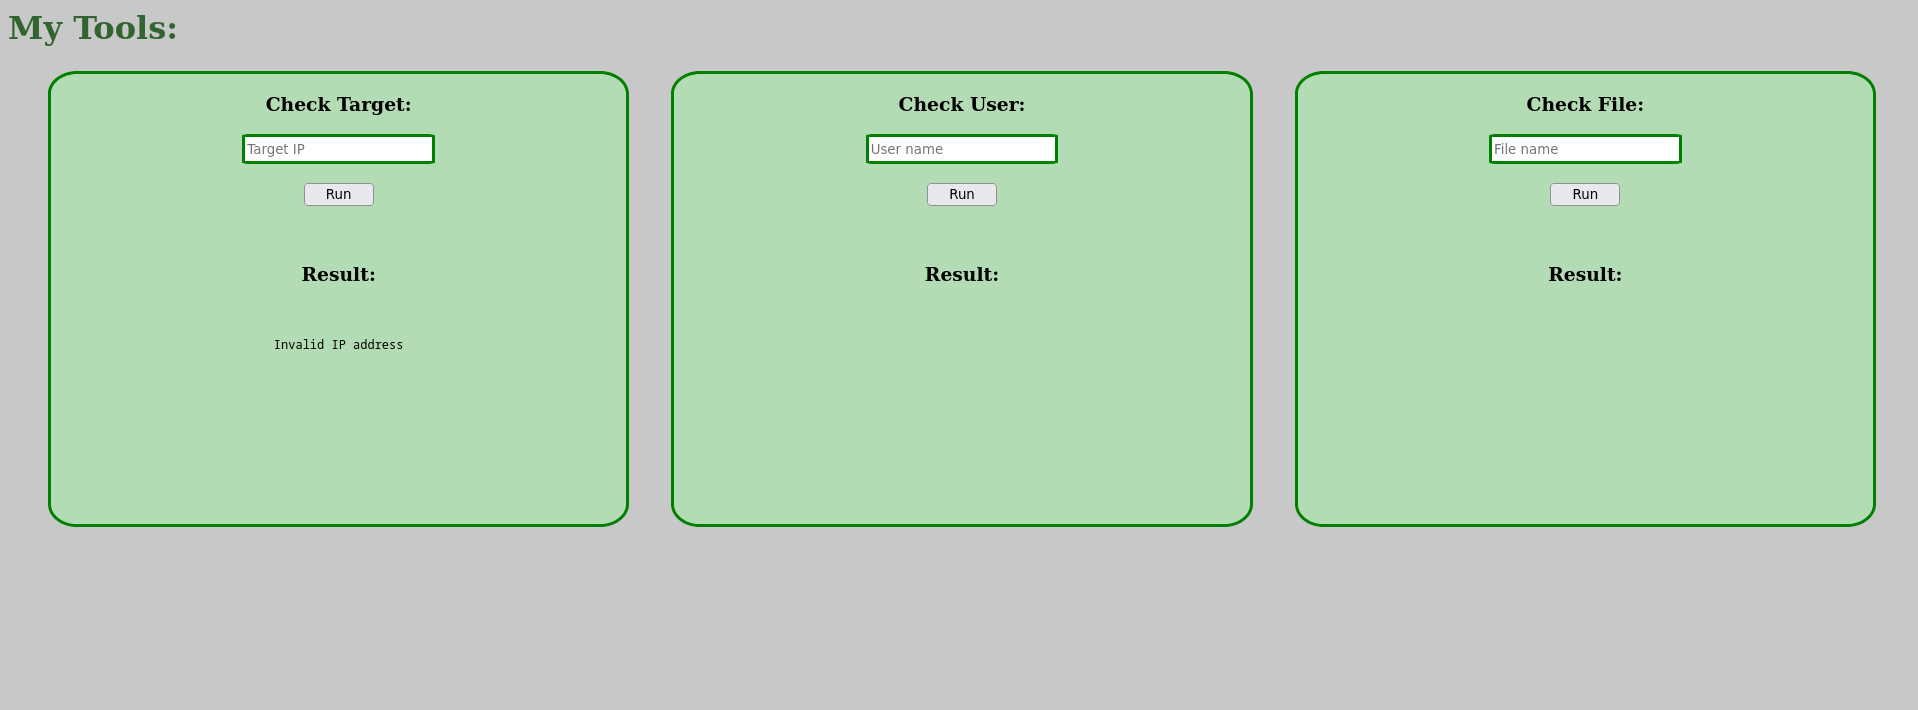 My Tools:
Check Target:
Target IP
Run
Result:
Invalid IP address
Check User:
User name
Run
Result:
Check File:
File name
Run
Result: